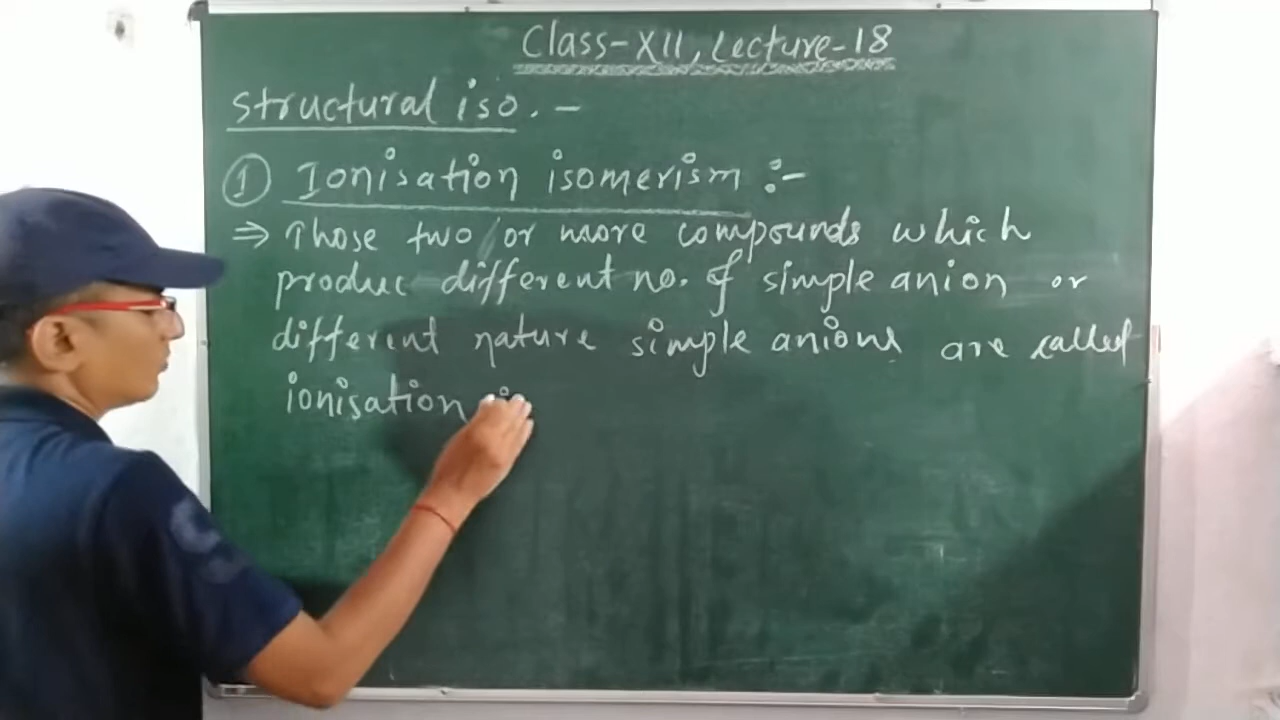 Class-XII, Lecture-18
Structural iso. -
① Ionisation isomerism :-
⇒ Those two or more compounds which
produc different no. of simple anion or
different nature simple anions are called
ionisation